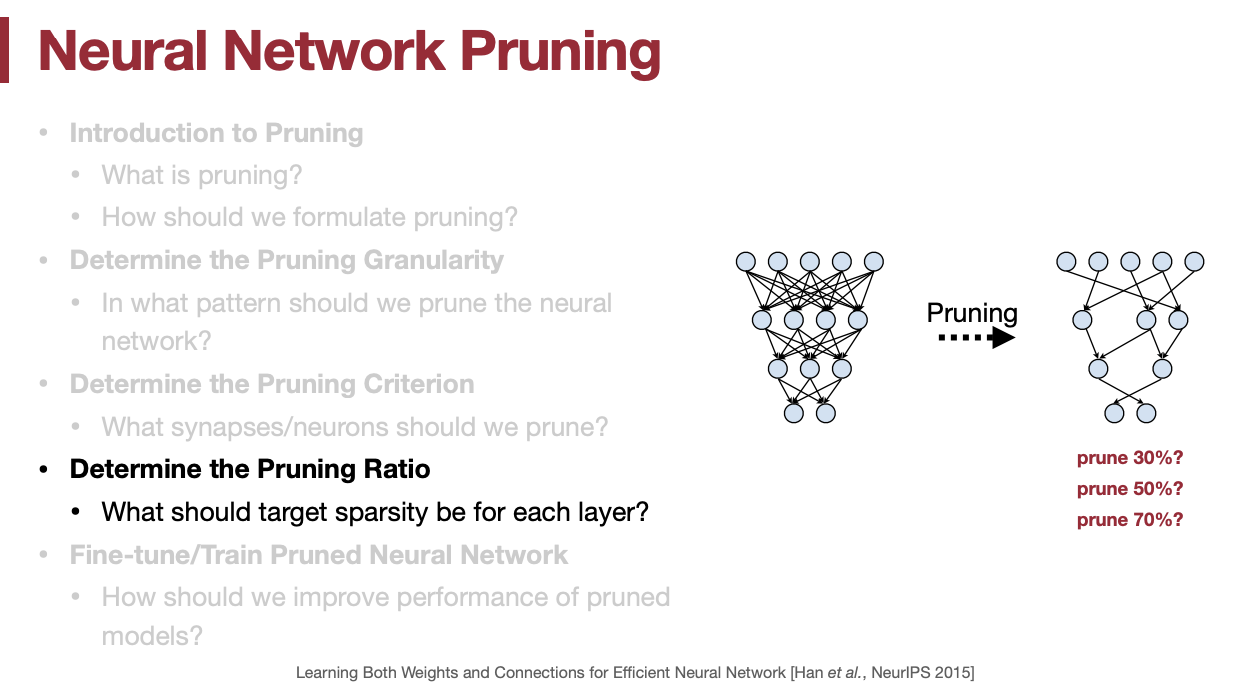 Neural Network Pruning
• Introduction to Pruning
• What is pruning?
• How should we formulate pruning?
• Determine the Pruning Granularity
• In what pattern should we prune the neural
network?
• Determine the Pruning Criterion
• What synapses/neurons should we prune?
• Determine the Pruning Ratio
• What should target sparsity be for each layer?
• Fine-tune/Train Pruned Neural Network
• How should we improve performance of pruned
models?
Pruning
prune 30%?
prune 50%?
prune 70%?
Learning Both Weights and Connections for Efficient Neural Network [Han et al., NeurIPS 2015]